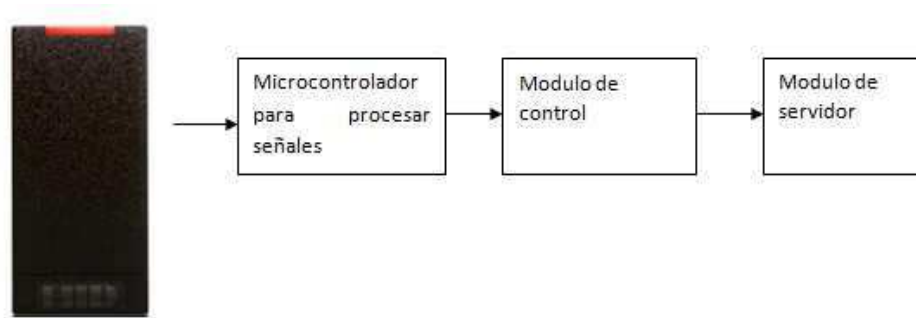 Microcontrolador
para procesar
señales
Modulo de
control
Modulo de
servidor